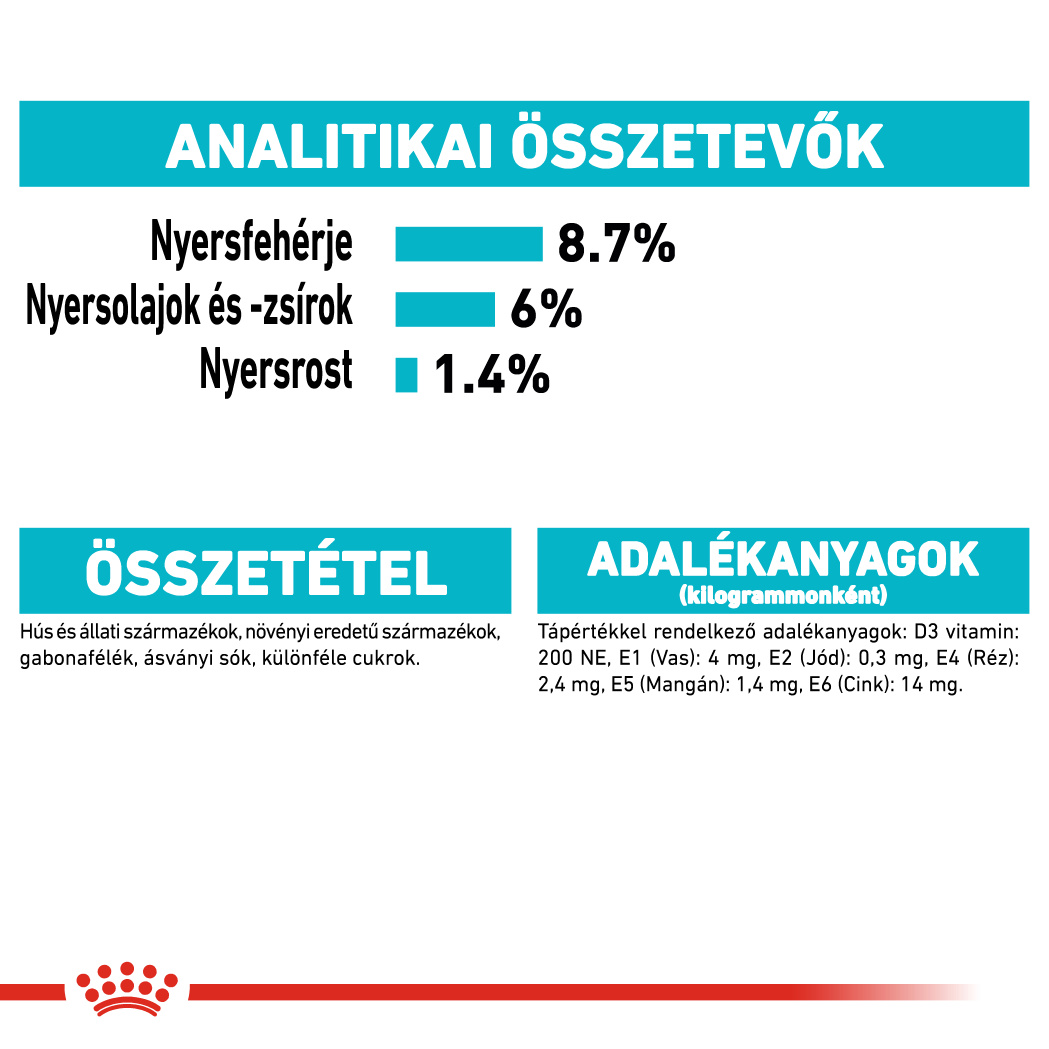 ANALITIKAI ÖSSZETEVŐK
Nyersfehérje 8.7%
Nyersolajok és -zsírok 6%
Nyersrost 1.4%
ÖSSZETÉTEL
Hús és állati származékok, növényi eredetű származékok,
gabonafélék, ásványi sók, különféle cukrok.
ADALÉKANYAGOK
(kilogrammonként)
Tápértékkel rendelkező adalékanyagok: D3 vitamin:
200 NE, E1 (Vas): 4 mg, E2 (Jód): 0,3 mg, E4 (Réz):
2,4 mg, E5 (Mangán): 1,4 mg, E6 (Cink): 14 mg.